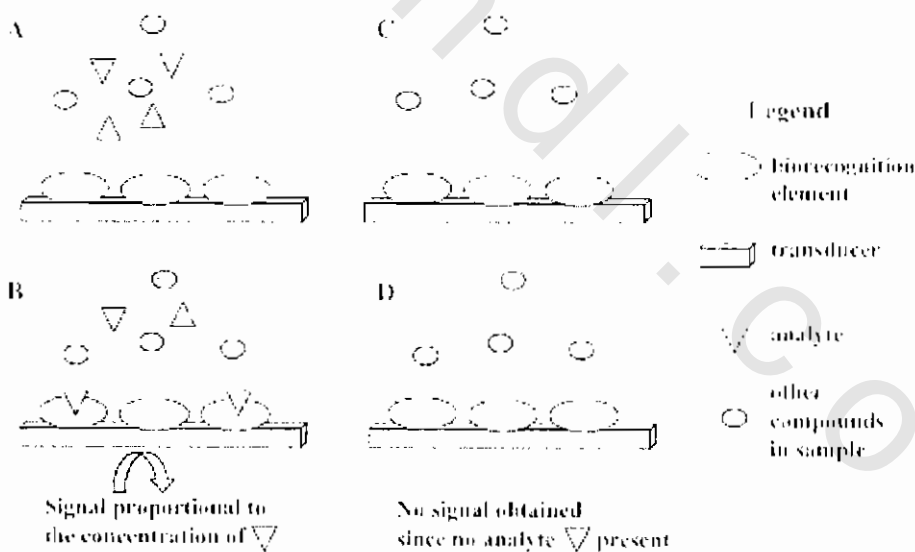 A
C
Legend
biorecognition
element
transducer
B
D
analyte
other
compounds
in sample
Signal proportional to
the concentration of
No signal obtained
since no analyte present